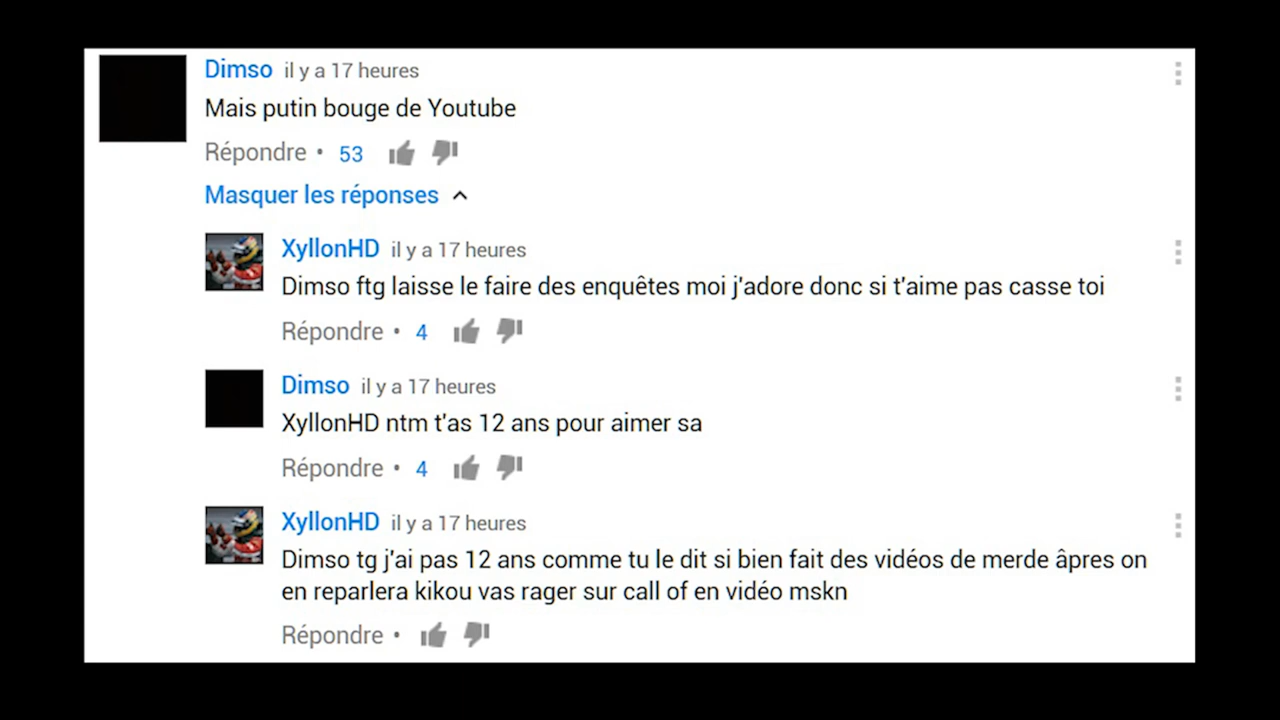 Dimso il y a 17 heures
Mais putin bouge de Youtube
Répondre • 53
Masquer les réponses
XyllonHD il y a 17 heures
Dimso ftg laisse le faire des enquêtes moi j'adore donc si t'aime pas casse toi
Répondre • 4
Dimso il y a 17 heures
XyllonHD ntm t'as 12 ans pour aimer sa
Répondre • 4
XyllonHD il y a 17 heures
Dimso tg j'ai pas 12 ans comme tu le dit si bien fait des vidéos de merde âpres on
en reparlera kikou vas rager sur call of en vidéo mskn
Répondre •